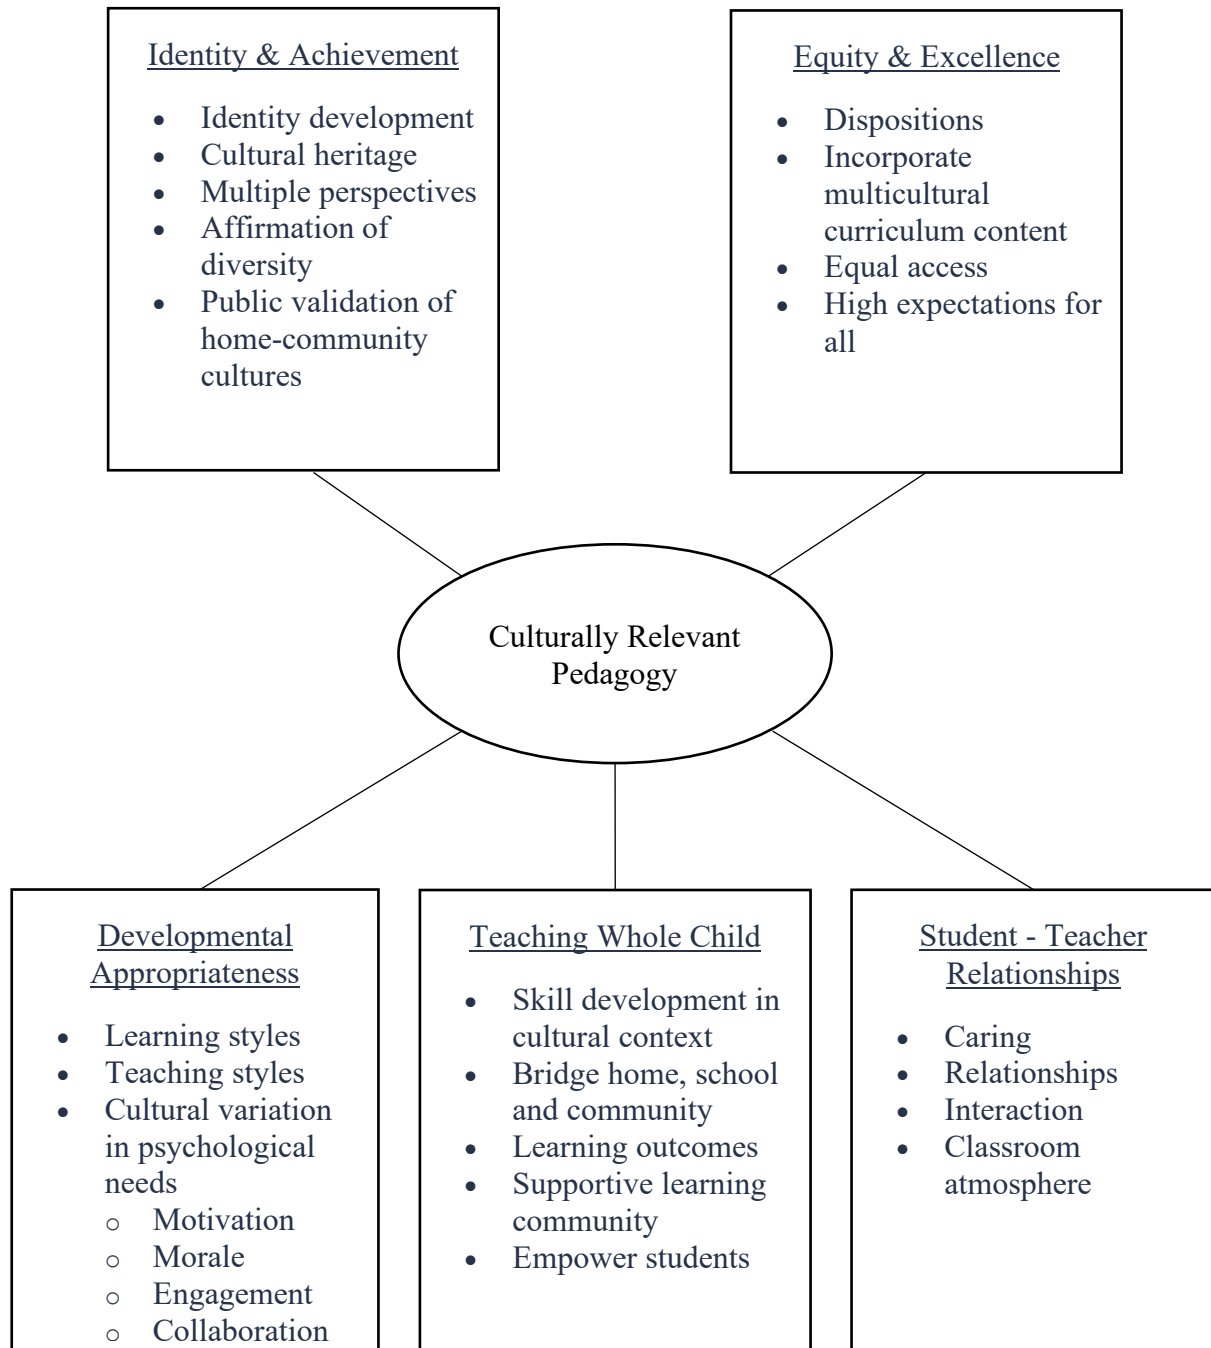 Identity & Achievement
• Identity development
• Cultural heritage
• Multiple perspectives
• Affirmation of
diversity
• Public validation of
home-community
cultures
Equity & Excellence
• Dispositions
• Incorporate
multicultural
curriculum content
• Equal access
• High expectations for
all
Culturally Relevant
Pedagogy
Developmental
Appropriateness
• Learning styles
• Teaching styles
• Cultural variation
in psychological
needs
o Motivation
o Morale
o Engagement
o Collaboration
Teaching Whole Child
• Skill development in
cultural context
• Bridge home, school
and community
• Learning outcomes
• Supportive learning
community
• Empower students
Student - Teacher
Relationships
• Caring
• Relationships
• Interaction
• Classroom
atmosphere